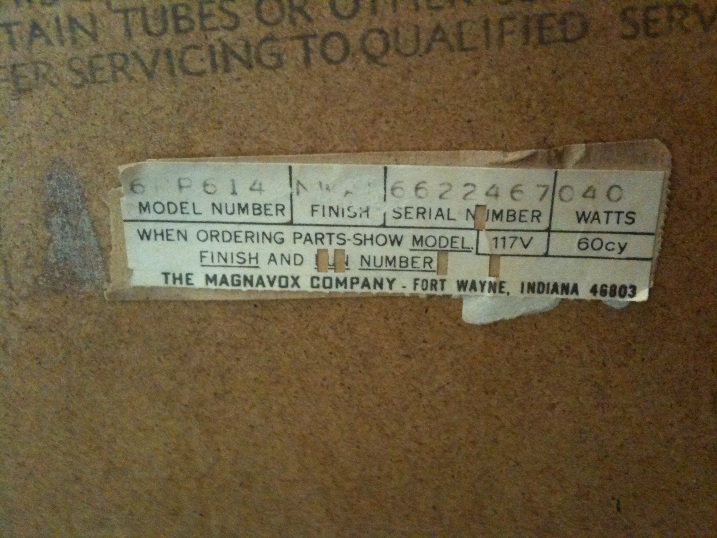 TAIN TUBES OR
SERVICING TO QUALIFIED SERV
P614 6622467 040
MODEL NUMBER FINISH SERIAL NUMBER WATTS
WHEN ORDERING PARTS-SHOW MODEL, 117V 60cy
FINISH AND NUMBER
THE MAGNAVOX COMPANY - FORT WAYNE, INDIANA 46803